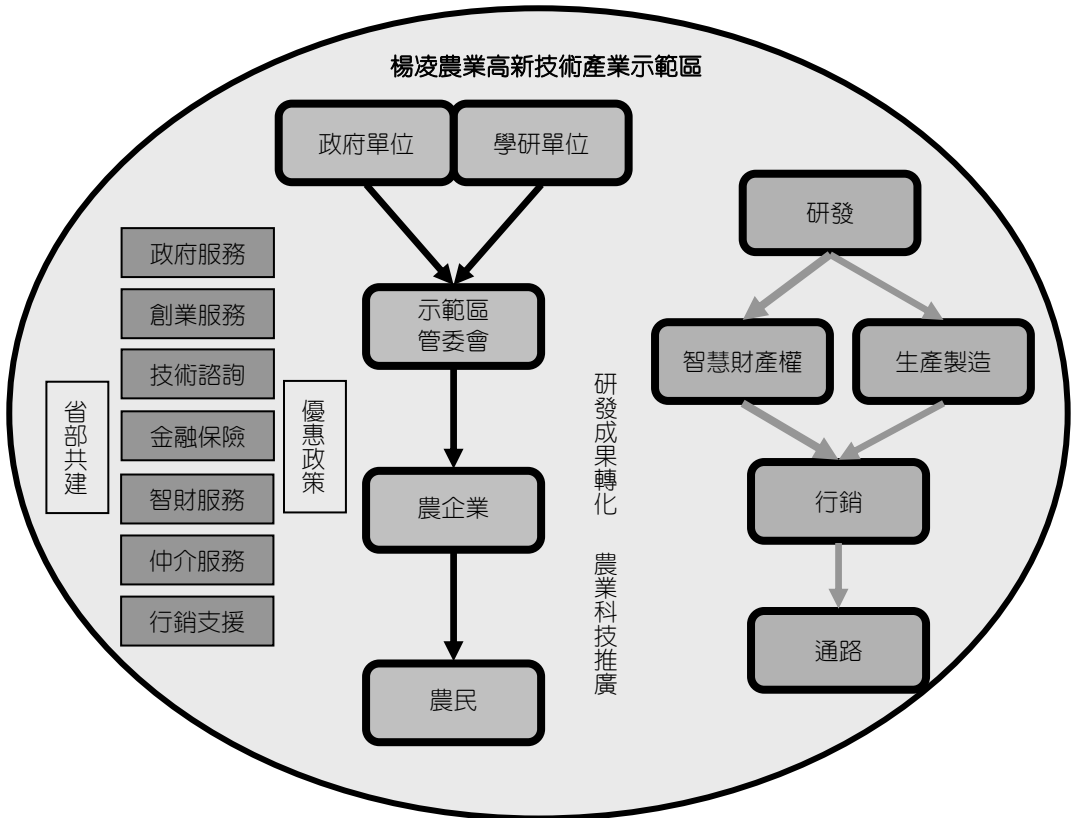 楊凌農業高新技術產業示範區
政府單位
學研單位
示範區
管委會
農企業
農民
政府服務
創業服務
技術諮詢
金融保險
智財服務
仲介服務
行銷支援
省部共建
優惠政策
研發成果轉化
農業科技推廣
研發
智慧財產權
生產製造
行銷
通路